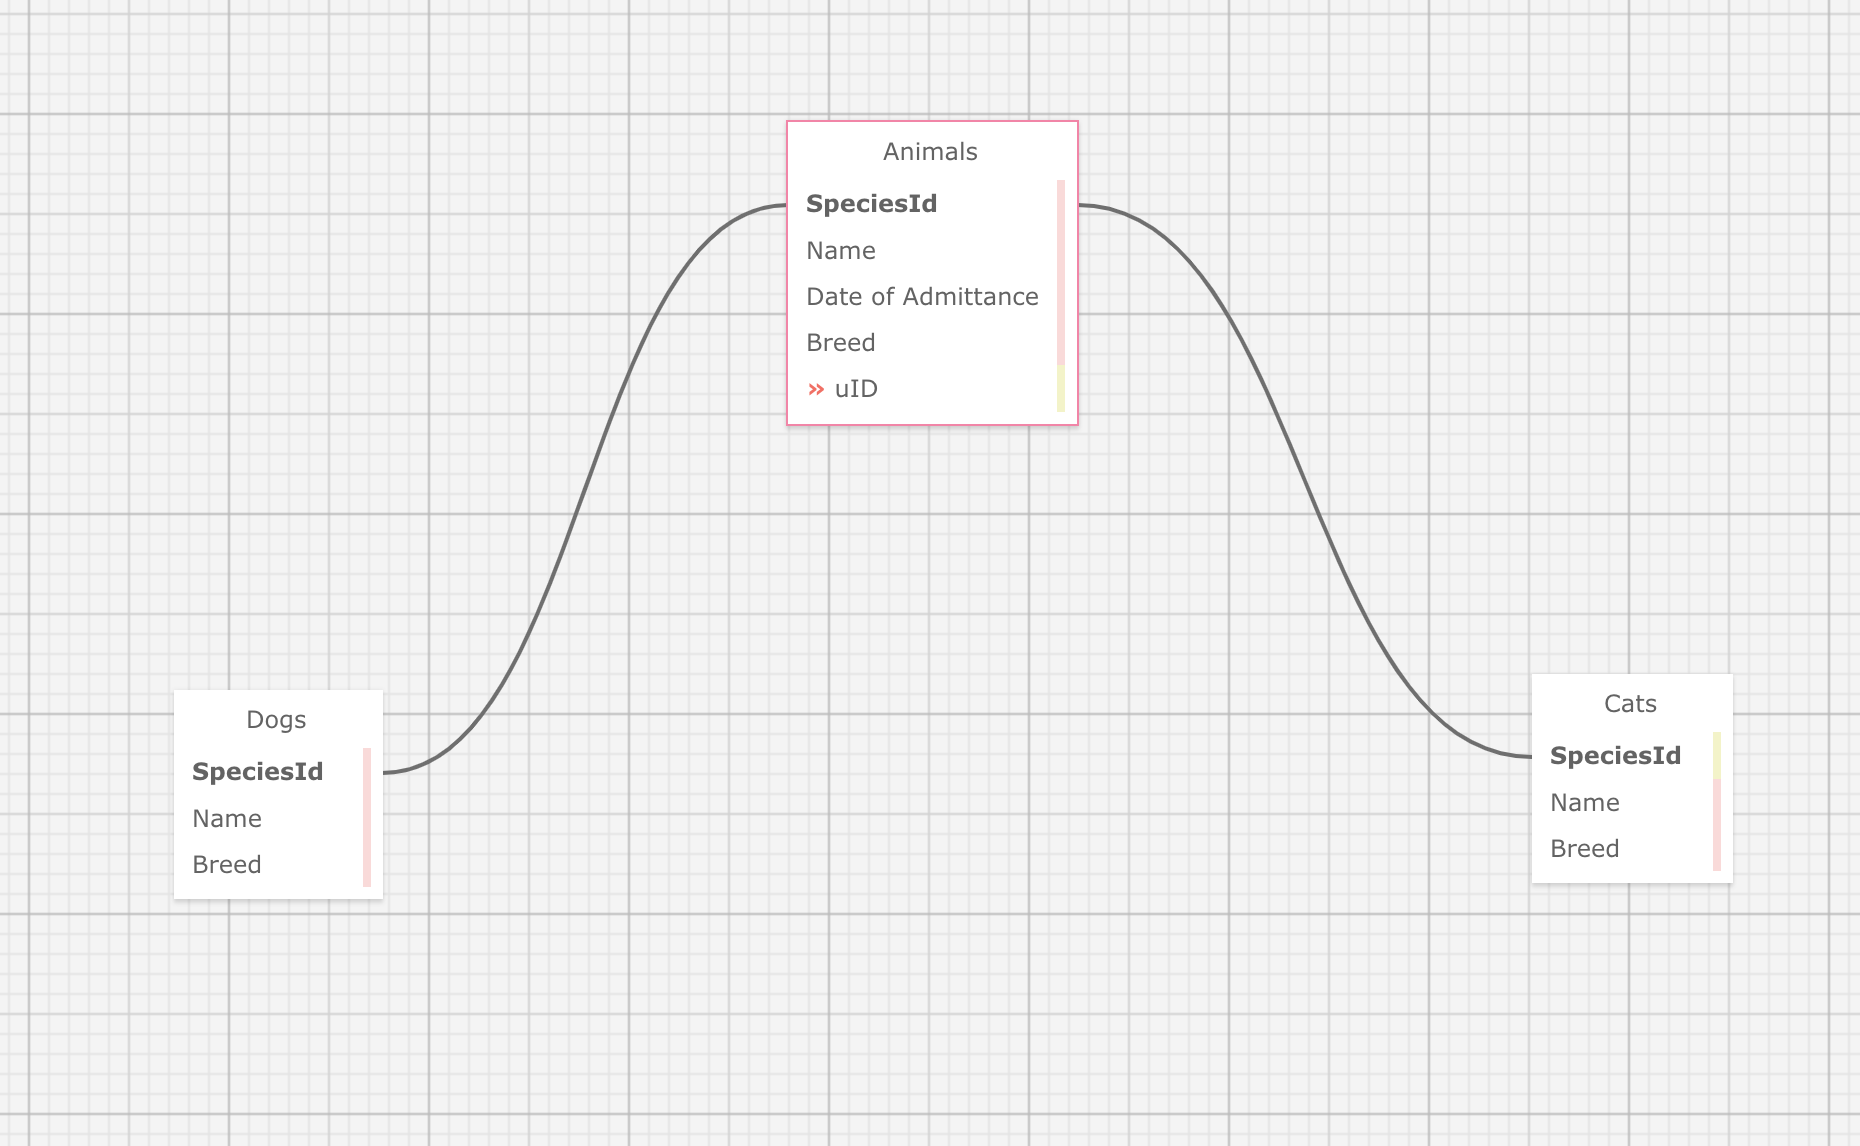 Animals
SpeciesId
Name
Date of Admittance
Breed
» uID
Dogs
SpeciesId
Name
Breed
Cats
SpeciesId
Name
Breed